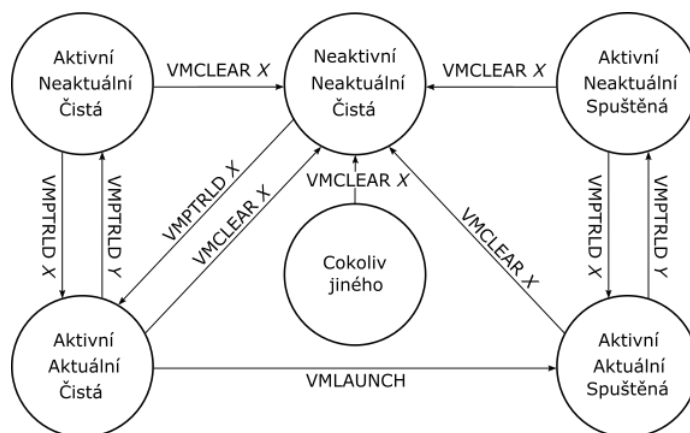 Aktivní
Neaktuální
Čistá
VMCLEAR X
Neaktivní
Neaktuální
Čistá
VMCLEAR X
Aktivní
Neaktuální
Spuštěná
VMPTRLD X
VMPTRLD Y
VMPTRLD X
VMCLEAR X
VMCLEAR X
Cokoliv
jiného
VMCLEAR X
VMPTRLD X
VMPTRLD Y
Aktivní
Aktuální
Čistá
VMLAUNCH
Aktivní
Aktuální
Spuštěná